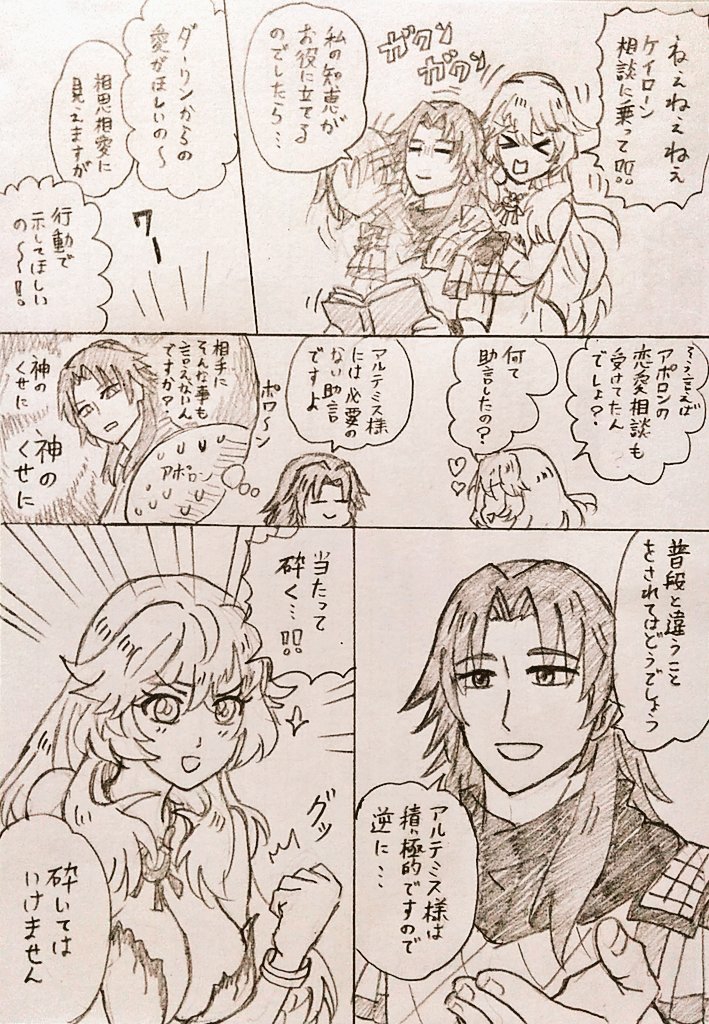 ねぇねぇねぇ
ケイローン
相談に乗って!!
ガクン
ガクン
私の知恵が
お役に立てる
のでしたら…
ダーリンからの
愛がほしいの〜
相思相愛に
見えますが
ワー
行動で
示してほしい
の〜!!
そう言えば
アポロンの
恋愛相談も
受けてたん
でしょ?
何て
助言したの?
アルテミス様
には必要の
ない助言
ですよ
ポワ〜ン
相手に
そんな事も
言えないん
ですか?
神の
くせに
神の
くせに
アポロン
普段と違うこと
をされてはどうでしょう
アルテミス様は
積極的ですので
逆に…
当たって
砕く…!!
グッ
砕いては
いけません